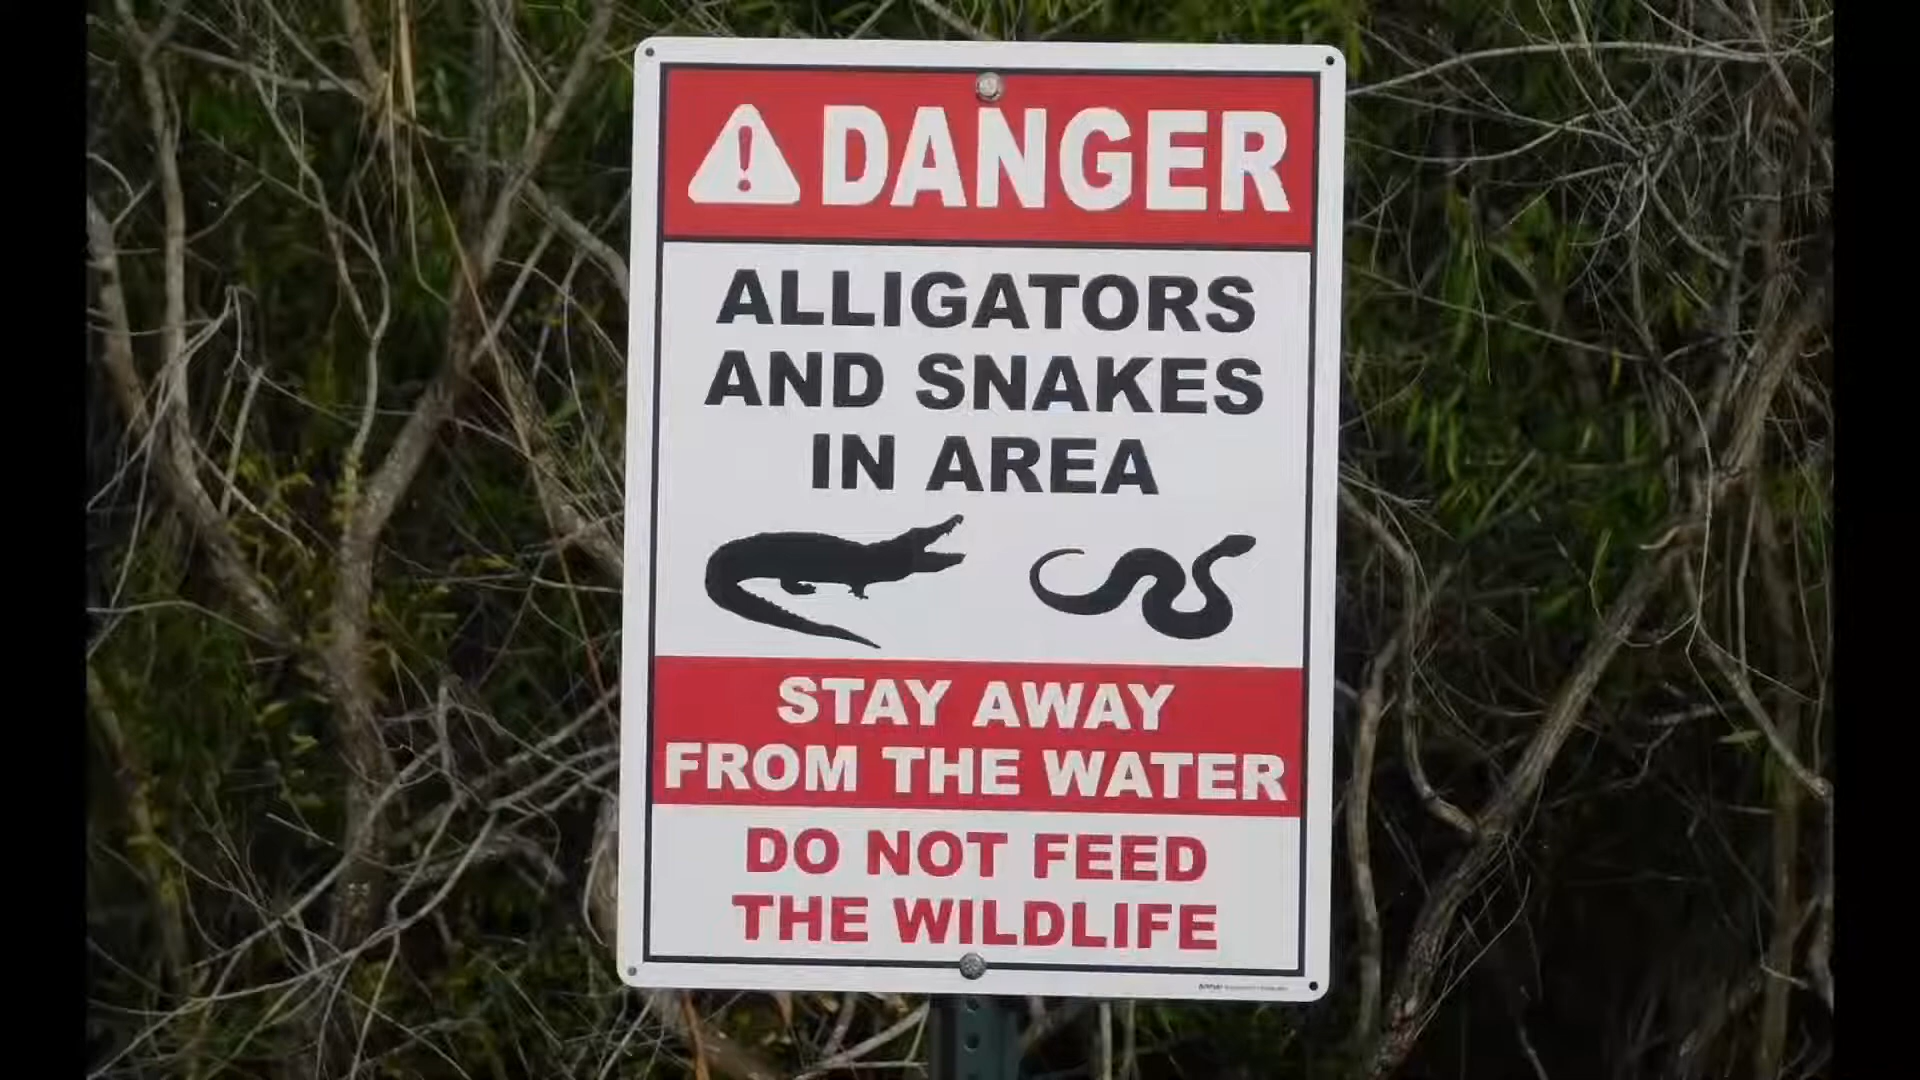 DANGER
ALLIGATORS
AND SNAKES
IN AREA
STAY AWAY
FROM THE WATER
DO NOT FEED
THE WILDLIFE